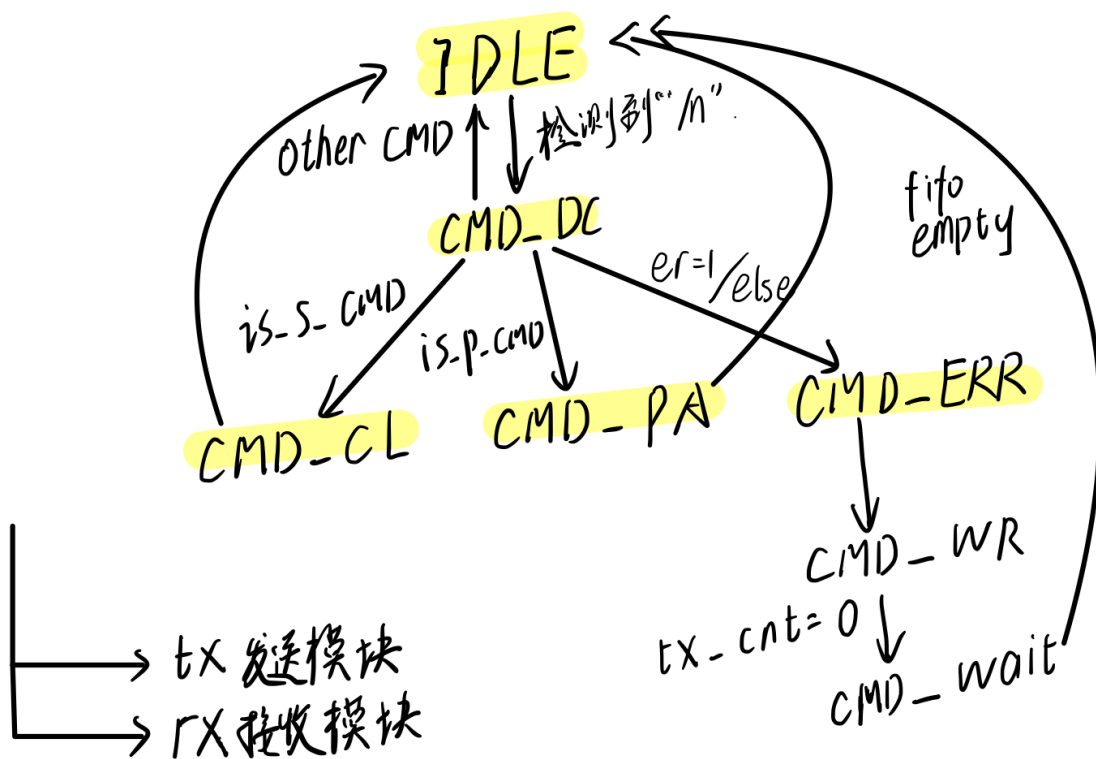 IDLE
other CMD
检测到"/n"
CMD_DC
fifo
empty
er=1/else
is_S_CMD
is_p_CMD
CMD_ERR
CMD_PA
CMD_CL
CMD_WR
tx_cnt=0
CMD_wait
tx 发送模块
rx 接收模块